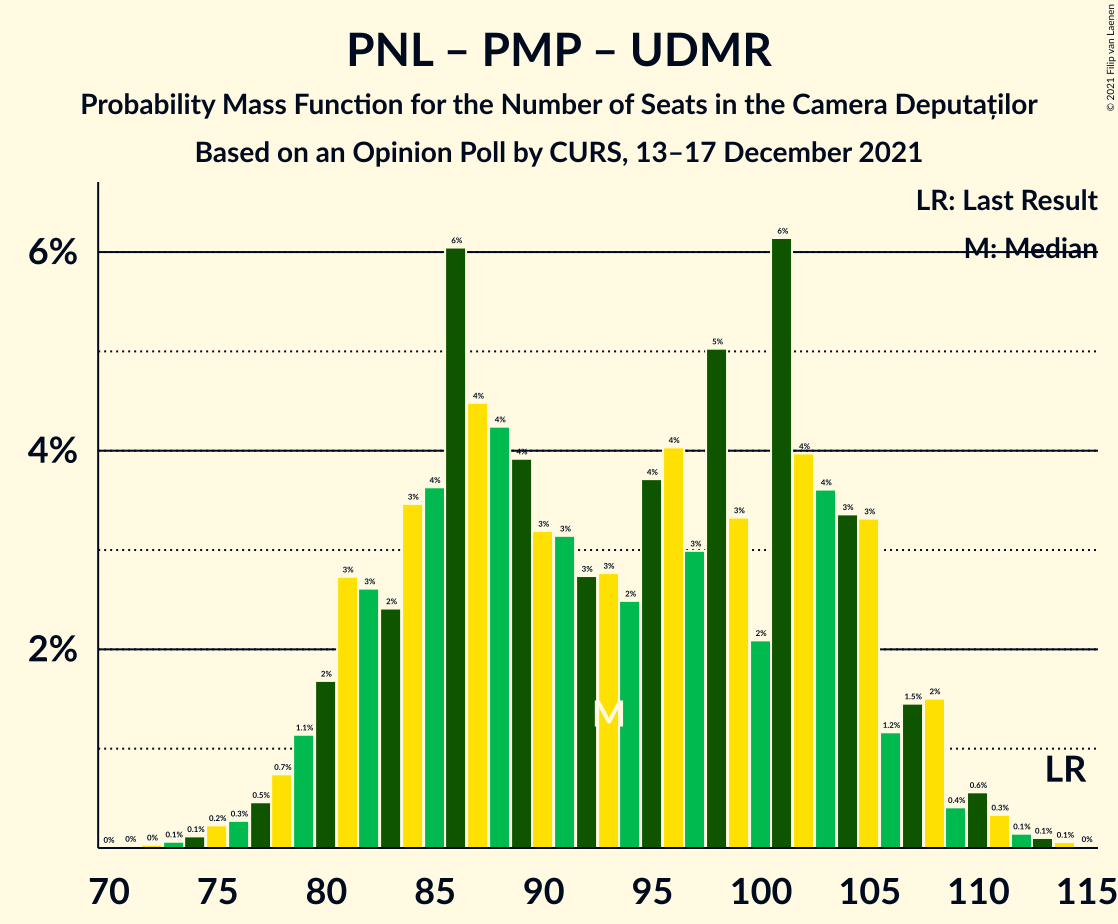 PNL – PMP – UDMR
Probability Mass Function for the Number of Seats in the Camera Deputaților
Based on an Opinion Poll by CURS, 13–17 December 2021
© 2021 Filip van Laenen
LR: Last Result
M: Median
6%
4%
2%
0% 0% 0% 0.1% 0.1% 0.2% 0.3% 0.5% 0.7% 1.1% 2% 3% 3% 2% 3% 4% 6% 4% 4% 4% 3% 3% 3% 3% 2% 4% 4% 3% 5% 3% 2% 6% 4% 4% 3% 3% 1.2% 1.5% 2% 0.4% 0.6% 0.3% 0.1% 0.1% 0.1% 0%
M
LR
70 75 80 85 90 95 100 105 110 115